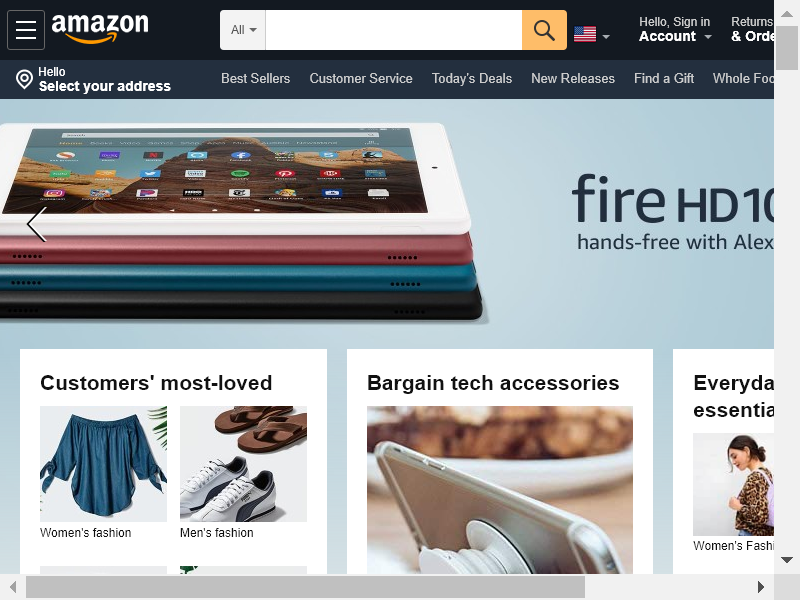 amazon
All
Hello, Sign in
Account
Returns
& Orde
Hello
Select your address
Best Sellers
Customer Service
Today's Deals
New Releases
Find a Gift
Whole Foo
fire HD10
hands-free with Alex
Customers' most-loved
Women's fashion
Men's fashion
Bargain tech accessories
Everyda
essentia
Women's Fashi